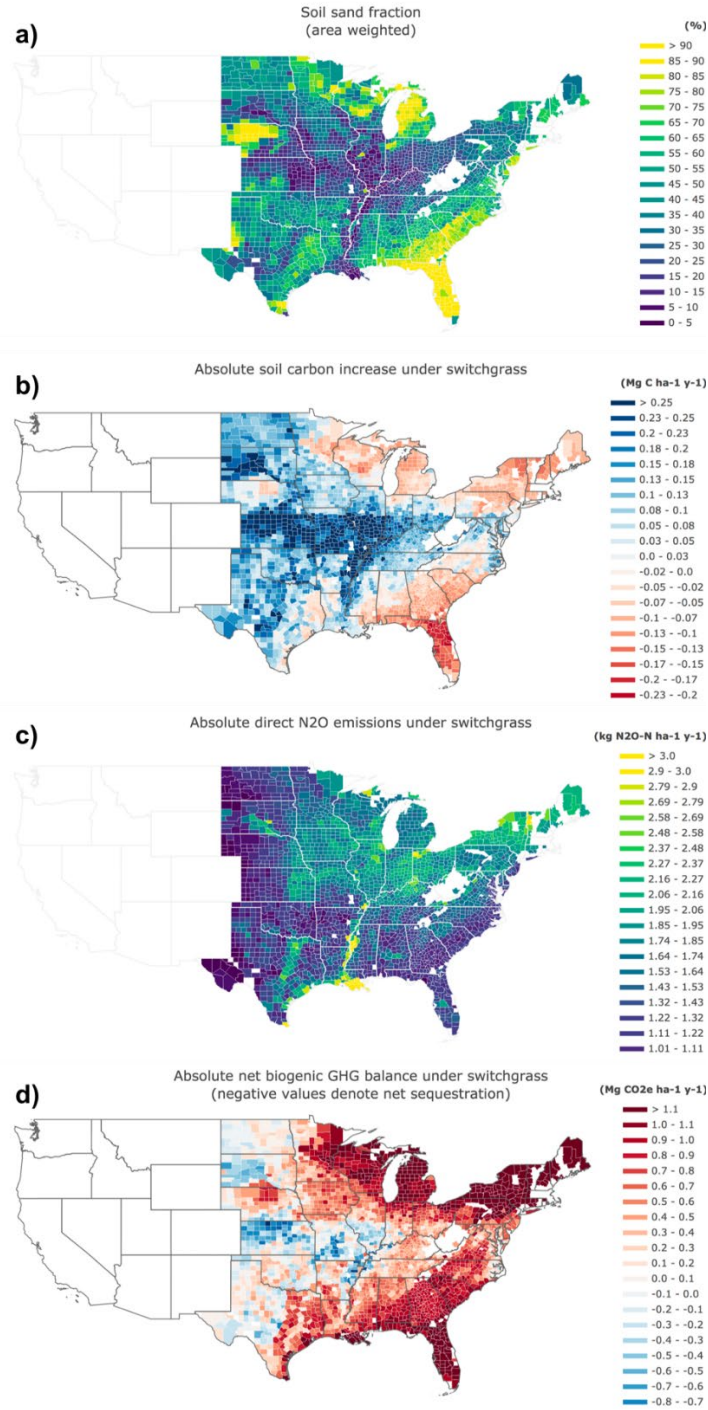 Soil sand fraction
(area weighted)
a)
(%)
> 90
85 - 90
80 - 85
75 - 80
70 - 75
65 - 70
60 - 65
55 - 60
50 - 55
45 - 50
40 - 45
35 - 40
30 - 35
25 - 30
20 - 25
15 - 20
10 - 15
5 - 10
0 - 5
b)
Absolute soil carbon increase under switchgrass
(Mg C ha-1 y-1)
> 0.25
0.23 - 0.25
0.2 - 0.23
0.18 - 0.2
0.15 - 0.18
0.13 - 0.15
0.1 - 0.13
0.08 - 0.1
0.05 - 0.08
0.03 - 0.05
0.0 - 0.03
-0.02 - 0.0
-0.05 - -0.02
-0.07 - -0.05
-0.1 - -0.07
-0.13 - -0.1
-0.15 - -0.13
-0.17 - -0.15
-0.2 - -0.17
-0.23 - -0.2
c)
Absolute direct N2O emissions under switchgrass
(kg N2O-N ha-1 y-1)
> 3.0
2.9 - 3.0
2.79 - 2.9
2.69 - 2.79
2.58 - 2.69
2.48 - 2.58
2.37 - 2.48
2.27 - 2.37
2.16 - 2.27
2.06 - 2.16
1.95 - 2.06
1.85 - 1.95
1.74 - 1.85
1.64 - 1.74
1.53 - 1.64
1.43 - 1.53
1.32 - 1.43
1.22 - 1.32
1.11 - 1.22
1.01 - 1.11
d)
Absolute net biogenic GHG balance under switchgrass
(negative values denote net sequestration)
(Mg CO2e ha-1 y-1)
> 1.1
1.0 - 1.1
0.9 - 1.0
0.8 - 0.9
0.7 - 0.8
0.6 - 0.7
0.5 - 0.6
0.4 - 0.5
0.3 - 0.4
0.2 - 0.3
0.1 - 0.2
0.0 - 0.1
-0.1 - 0.0
-0.2 - -0.1
-0.3 - -0.2
-0.4 - -0.3
-0.5 - -0.4
-0.6 - -0.5
-0.7 - -0.6
-0.8 - -0.7